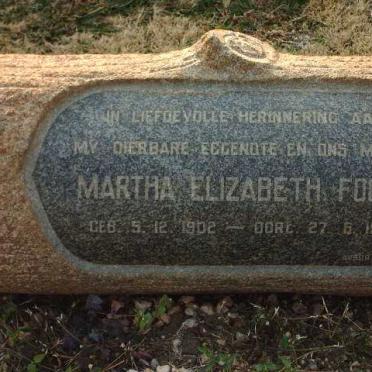 IN LIEFDEVOLLE HERINNERING AA
MY DIERBARE EGGENOTE EN ONS M
MARTHA ELIZABETH FO
GEB. 5. 12. 1902 — OORL. 27. 6. 1